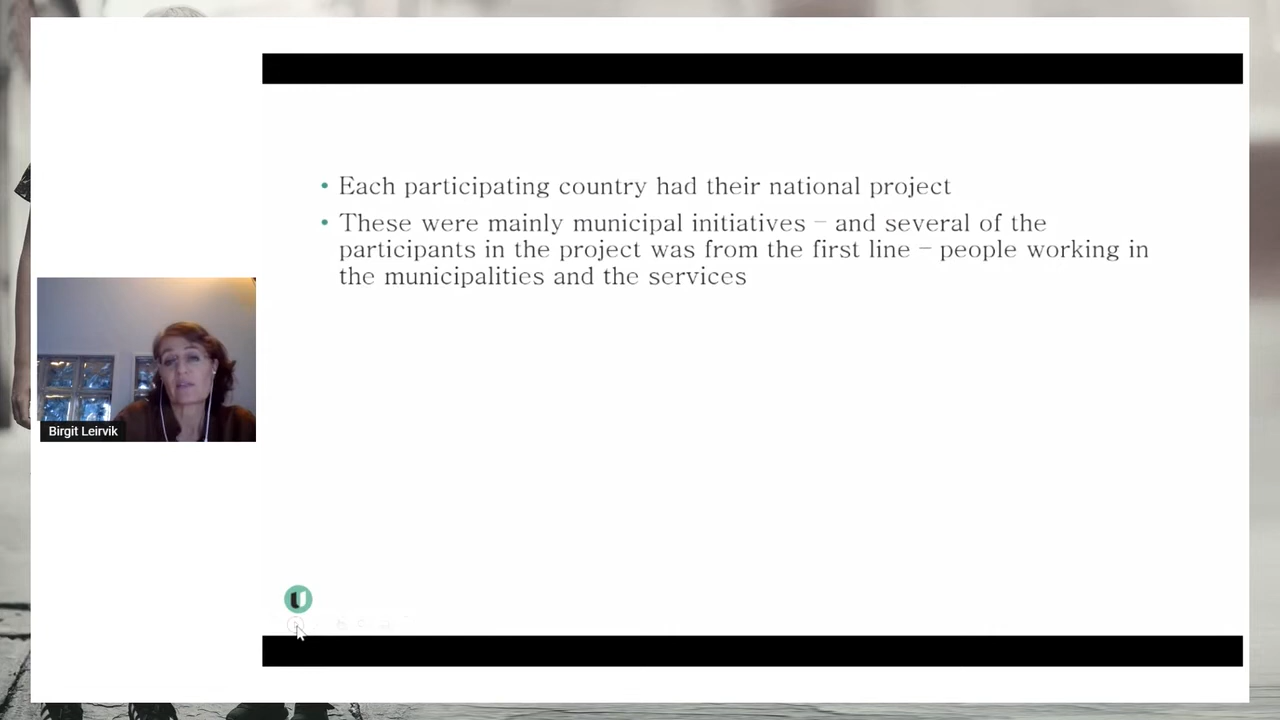 • Each participating country had their national project
• These were mainly municipal initiatives – and several of the
participants in the project was from the first line – people working in
the municipalities and the services
Birgit Leirvik